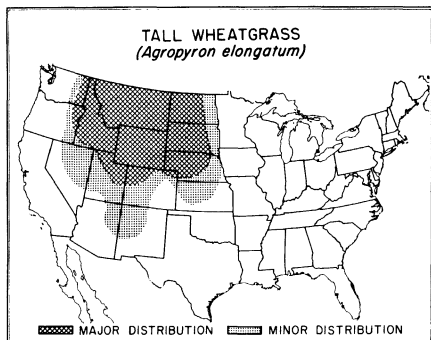 TALL WHEATGRASS
(Agropyron elongatum)
MAJOR DISTRIBUTION MINOR DISTRIBUTION